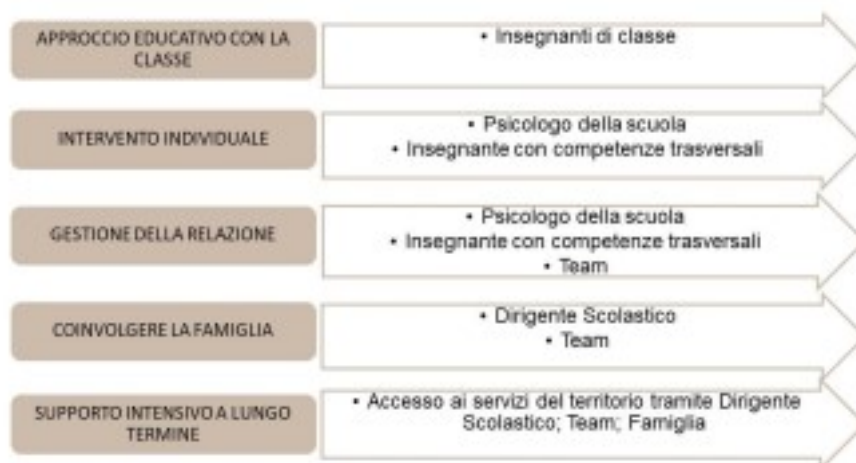 APPROCCIO EDUCATIVO CON LA
CLASSE
• Insegnanti di classe
INTERVENTO INDIVIDUALE
• Psicologo della scuola
• Insegnante con competenze trasversali
GESTIONE DELLA RELAZIONE
• Psicologo della scuola
• Insegnante con competenze trasversali
• Team
COINVOLGERE LA FAMIGLIA
• Dirigente Scolastico
• Team
SUPPORTO INTENSIVO A LUNGO
TERMINE
• Accesso ai servizi del territorio tramite Dirigente
Scolastico; Team; Famiglia